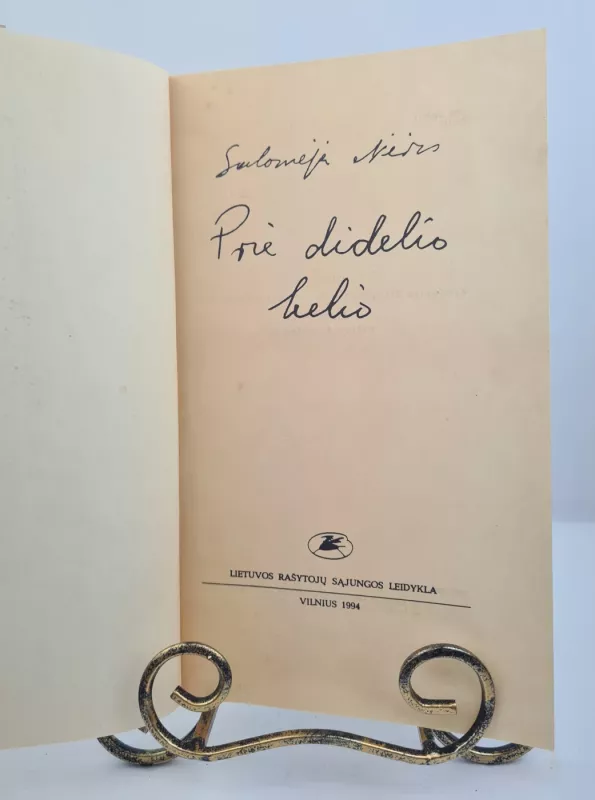 Salomėja Nėris
Prie didelio
kelio
LIETUVOS RAŠYTOJŲ SĄJUNGOS LEIDYKLA
VILNIUS 1994